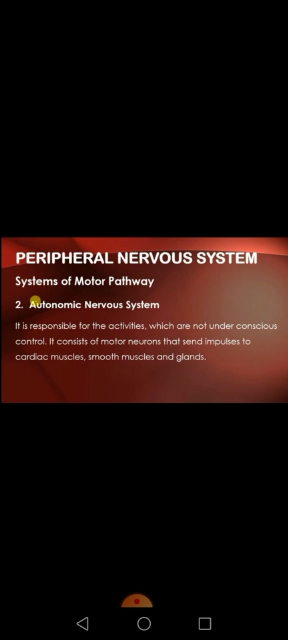 PERIPHERAL NERVOUS SYSTEM
Systems of Motor Pathway
2. Autonomic Nervous System
It is responsible for the activities, which are not under conscious
control. It consists of motor neurons that send impulses to
cardiac muscles, smooth muscles and glands.